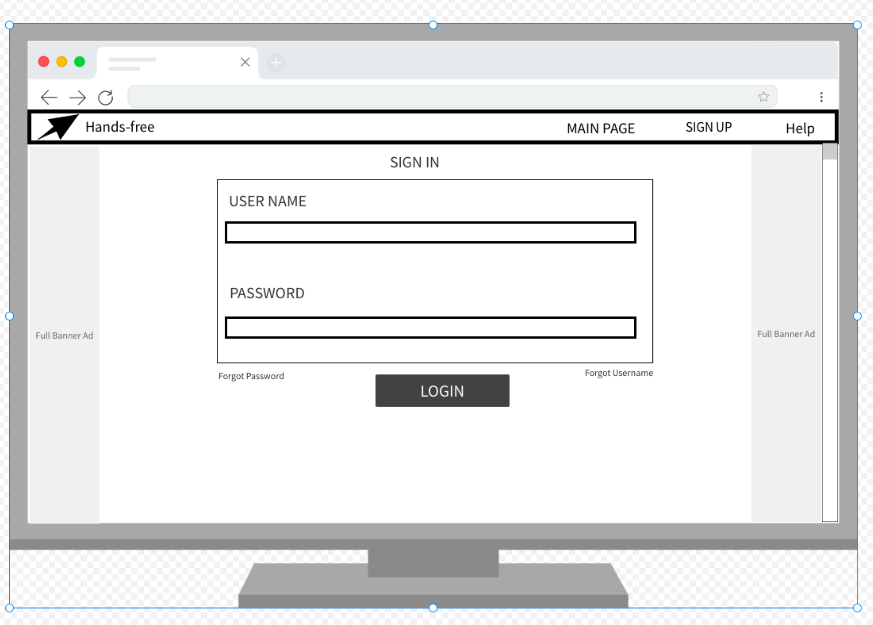 Hands-free
MAIN PAGE
SIGN UP
Help
SIGN IN
USER NAME
PASSWORD
Full Banner Ad
Full Banner Ad
Forgot Password
Forgot Username
LOGIN